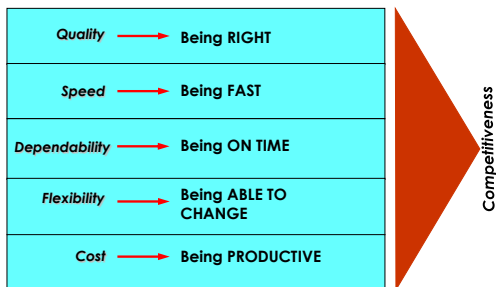 Quality Being RIGHT
Speed Being FAST
Dependability Being ON TIME
Flexibility Being ABLE TO
CHANGE
Cost Being PRODUCTIVE
Competitiveness